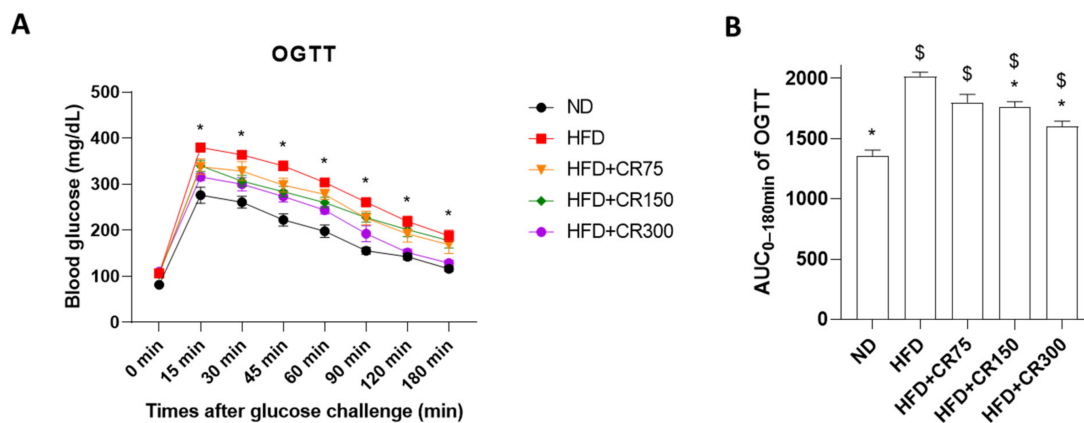 A
OGTT
Blood glucose (mg/dL)
500
400
300
200
100
0
* * * * * * *
0 min
15 min
30 min
45 min
60 min
90 min
120 min
180 min
Times after glucose challenge (min)
ND
HFD
HFD+CR75
HFD+CR150
HFD+CR300
B
AUC0–180min of OGTT
2000
1500
1000
500
0
*
$
$
$
*
$
*
ND
HFD
HFD+CR75
HFD+CR150
HFD+CR300